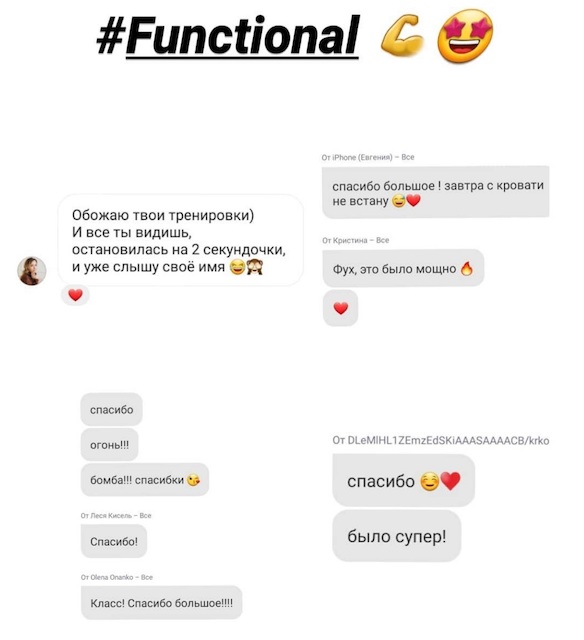 #Functional 💪🤩
Обожаю твои тренировки)
И все ты видишь,
остановилась на 2 секундочки,
и уже слышу своё имя 😅🙈
❤️
От iPhone (Евгения) – Все
спасибо большое ! завтра с кровати
не встану 😅❤️
От Кристина – Все
Фух, это было мощно 🔥
❤️
спасибо
огонь!!!
бомба!!! спасибки 😘
От Леся Кисель – Все
Спасибо!
От Olena Onanko – Все
Класс! Спасибо большое!!!!
От DLeMIHL1ZEmzEdSKiAAASAAAACB/krko
спасибо ☺️❤️
было супер!